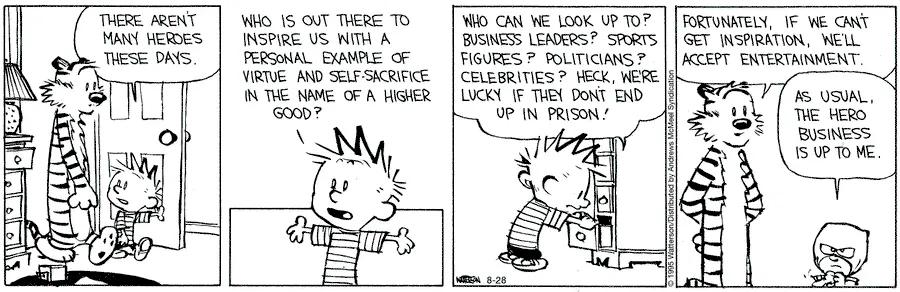 THERE AREN'T
MANY HEROES
THESE DAYS.
WHO IS OUT THERE TO
INSPIRE US WITH A
PERSONAL EXAMPLE OF
VIRTUE AND SELF-SACRIFICE
IN THE NAME OF A HIGHER
GOOD?
WHO CAN WE LOOK UP TO?
BUSINESS LEADERS? SPORTS
FIGURES? POLITICIANS?
CELEBRITIES? HECK, WE'RE
LUCKY IF THEY DON'T END
UP IN PRISON!
WATTERSON 8-28
© 1995 Watterson/Distributed by Andrews McMeel Syndication
FORTUNATELY, IF WE CAN'T
GET INSPIRATION, WE'LL
ACCEPT ENTERTAINMENT.
AS USUAL,
THE HERO
BUSINESS
IS UP TO ME.